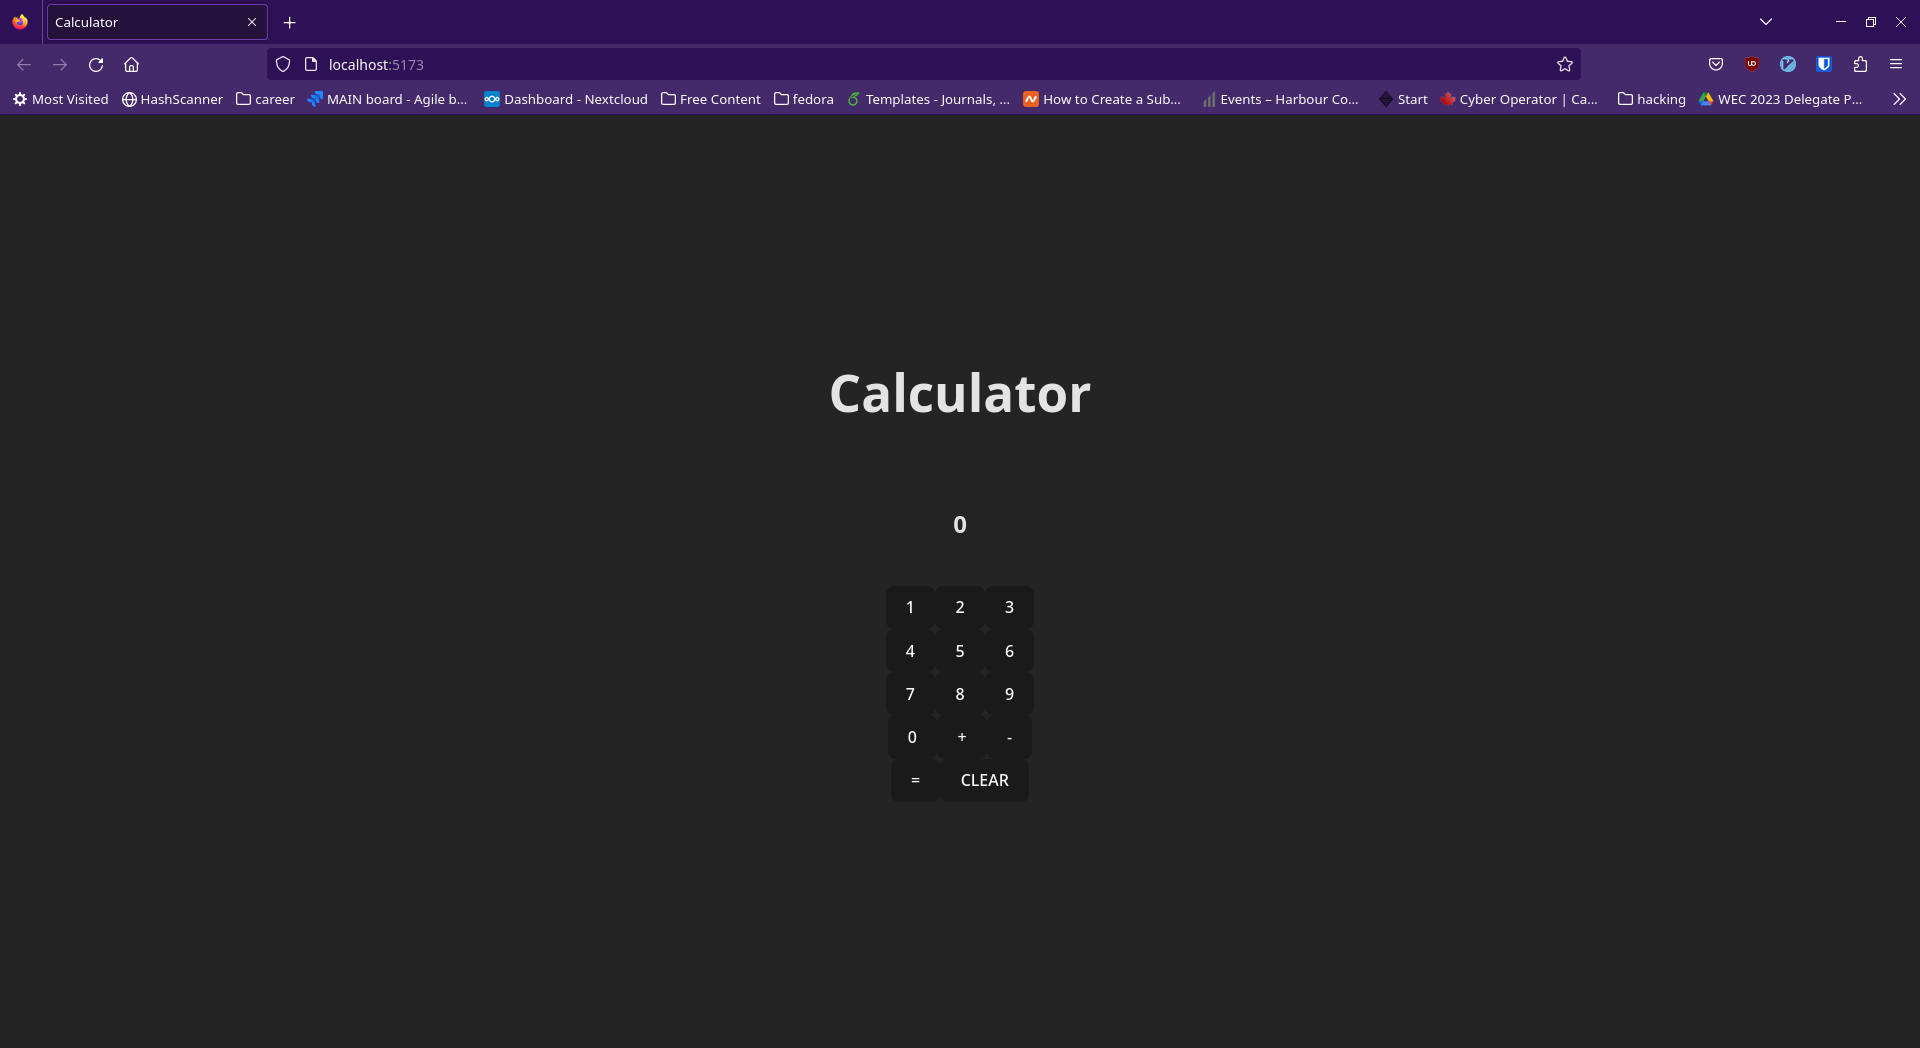 Calculator
localhost:5173
Most Visited HashScanner career MAIN board - Agile b... Dashboard - Nextcloud Free Content fedora Templates - Journals, ... How to Create a Sub... Events – Harbour Co... Start Cyber Operator | Ca... hacking WEC 2023 Delegate P...
Calculator
0
1 2 3
4 5 6
7 8 9
0 + -
= CLEAR